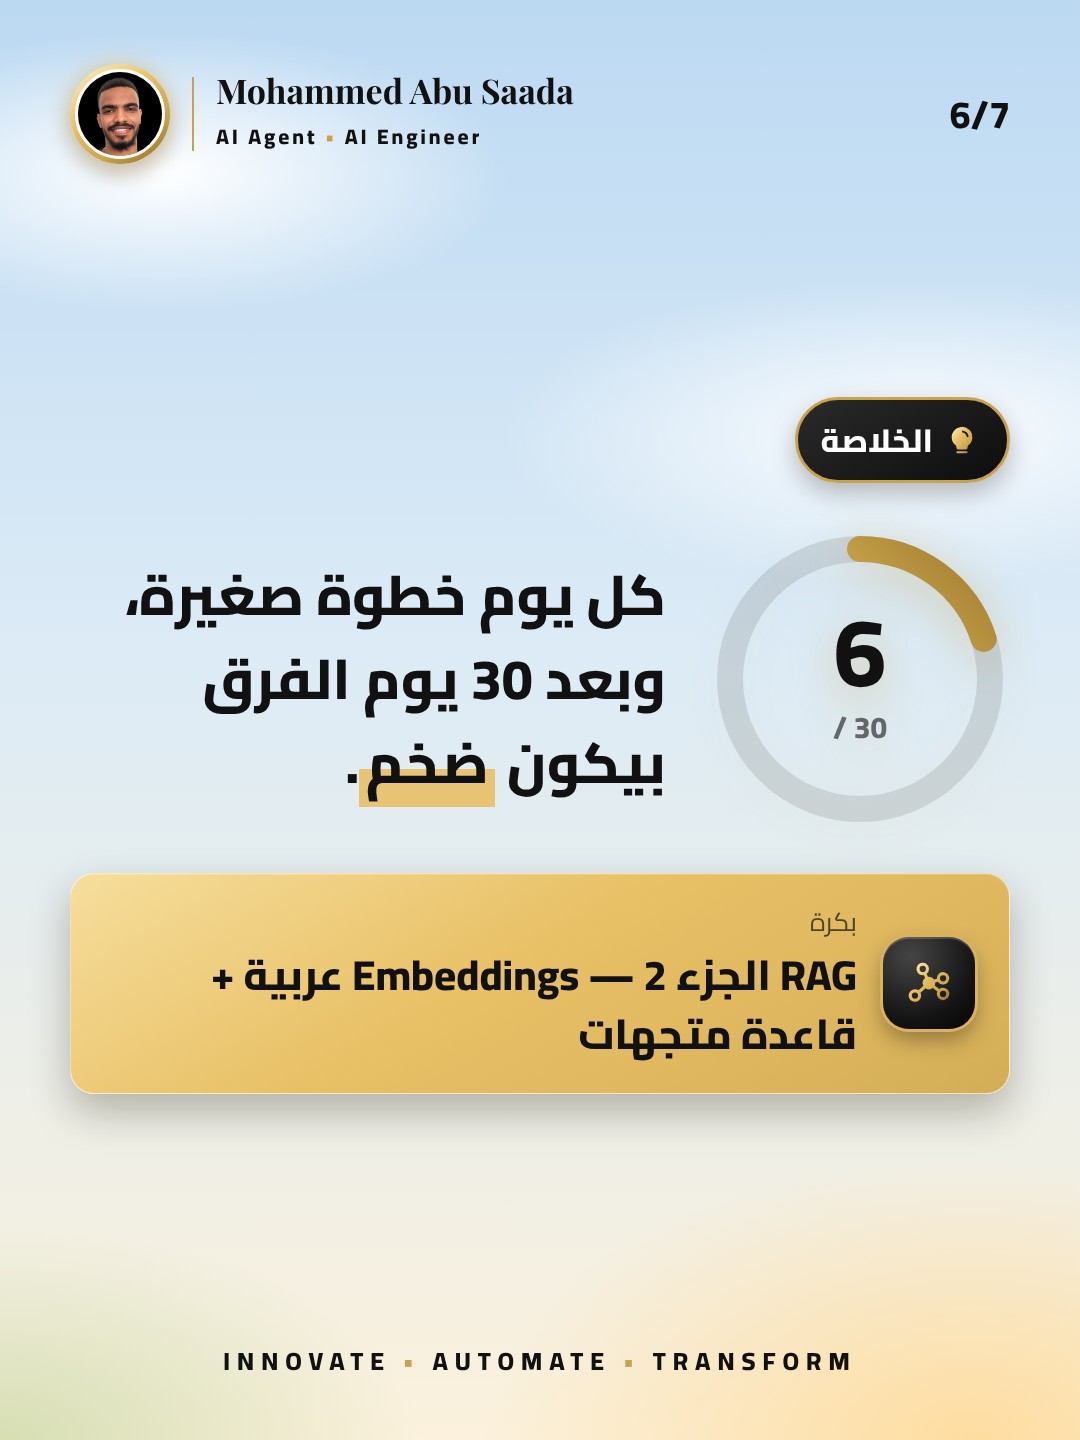 Mohammed Abu Saada
AI Agent ▪ AI Engineer
6/7
الخلاصة
6
/ 30
كل يوم خطوة صغيرة،
وبعد 30 يوم الفرق
بيكون ضخم.
بكرة
RAG الجزء 2 — Embeddings عربية +
قاعدة متجهات
INNOVATE ▪ AUTOMATE ▪ TRANSFORM